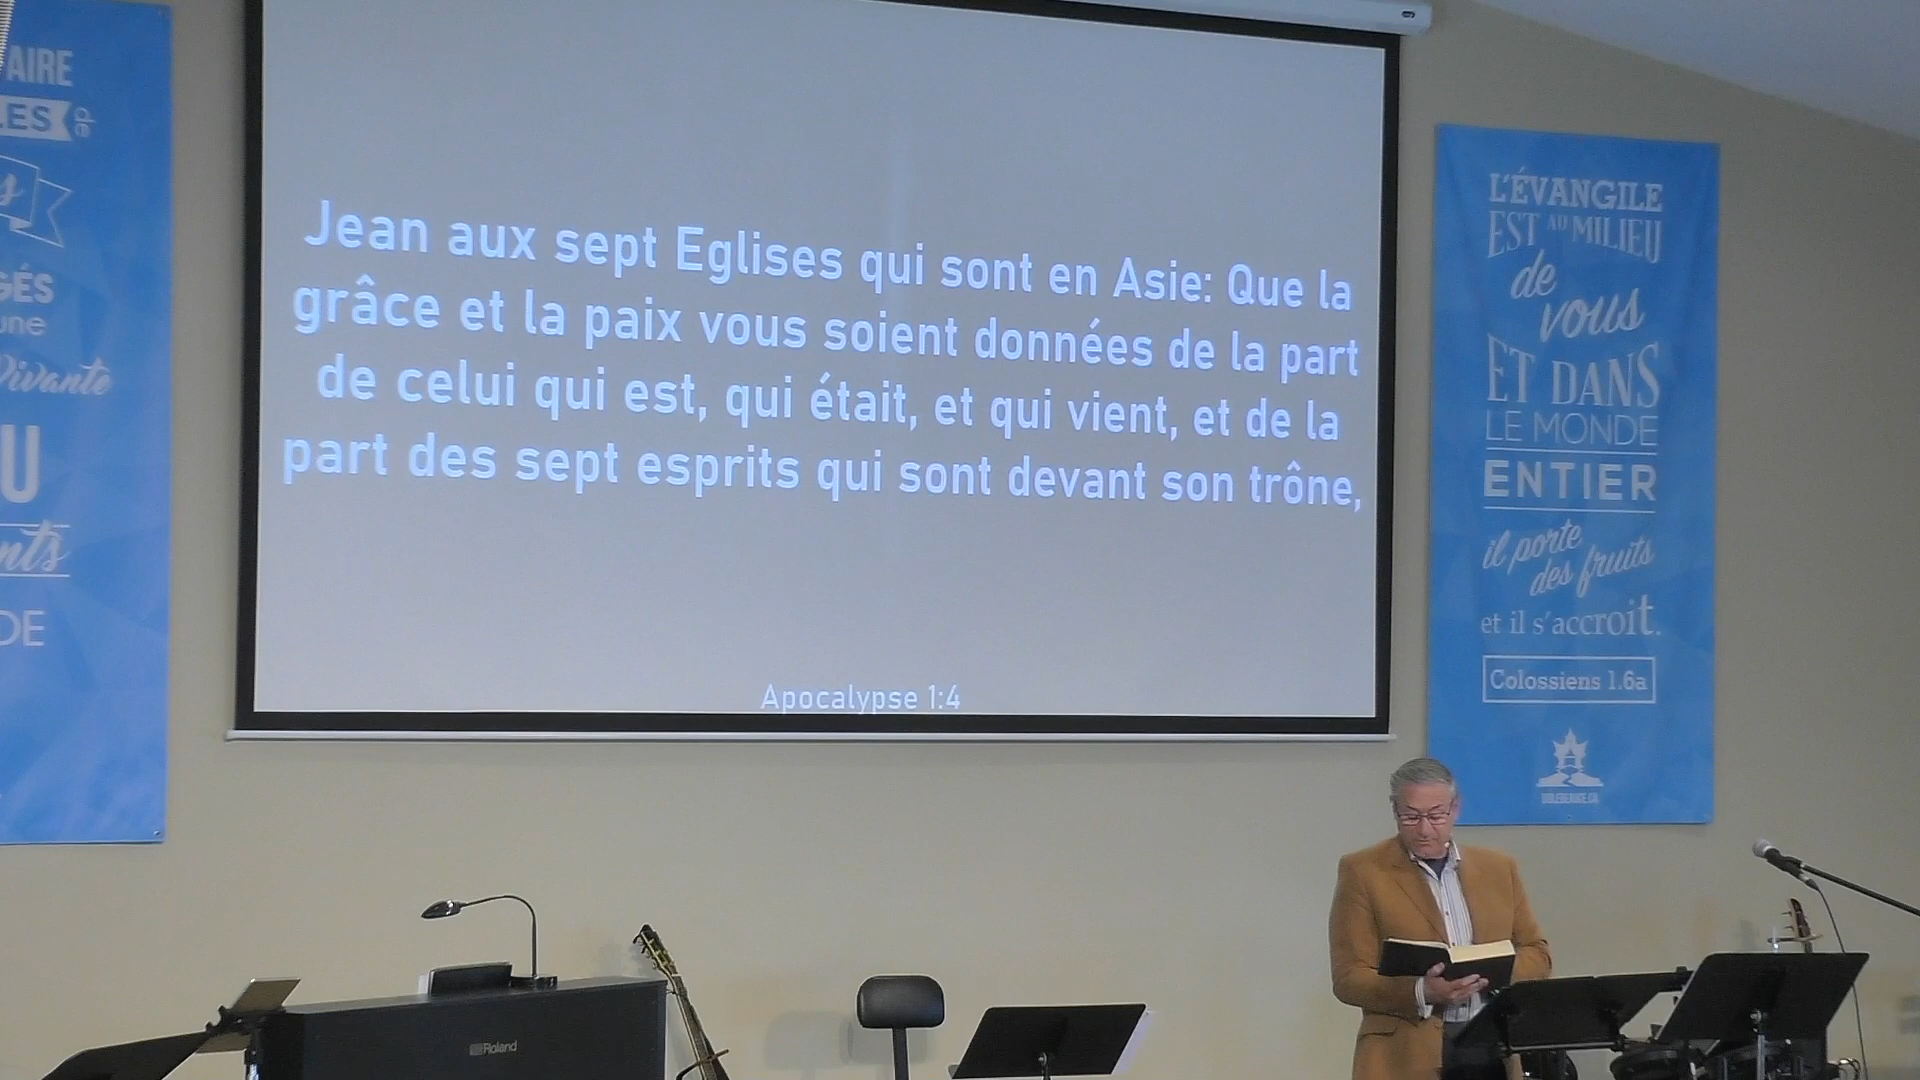 AIRE
LES de
s
GÉS
une
Vivante
U
nts
DE
Jean aux sept Eglises qui sont en Asie: Que la
grâce et la paix vous soient données de la part
de celui qui est, qui était, et qui vient, et de la
part des sept esprits qui sont devant son trône,
Apocalypse 1:4
L'ÉVANGILE
EST AU MILIEU
de
vous
ET DANS
LE MONDE
ENTIER
il porte
des fruits
et il s'accroit.
Colossiens 1.6a
Roland